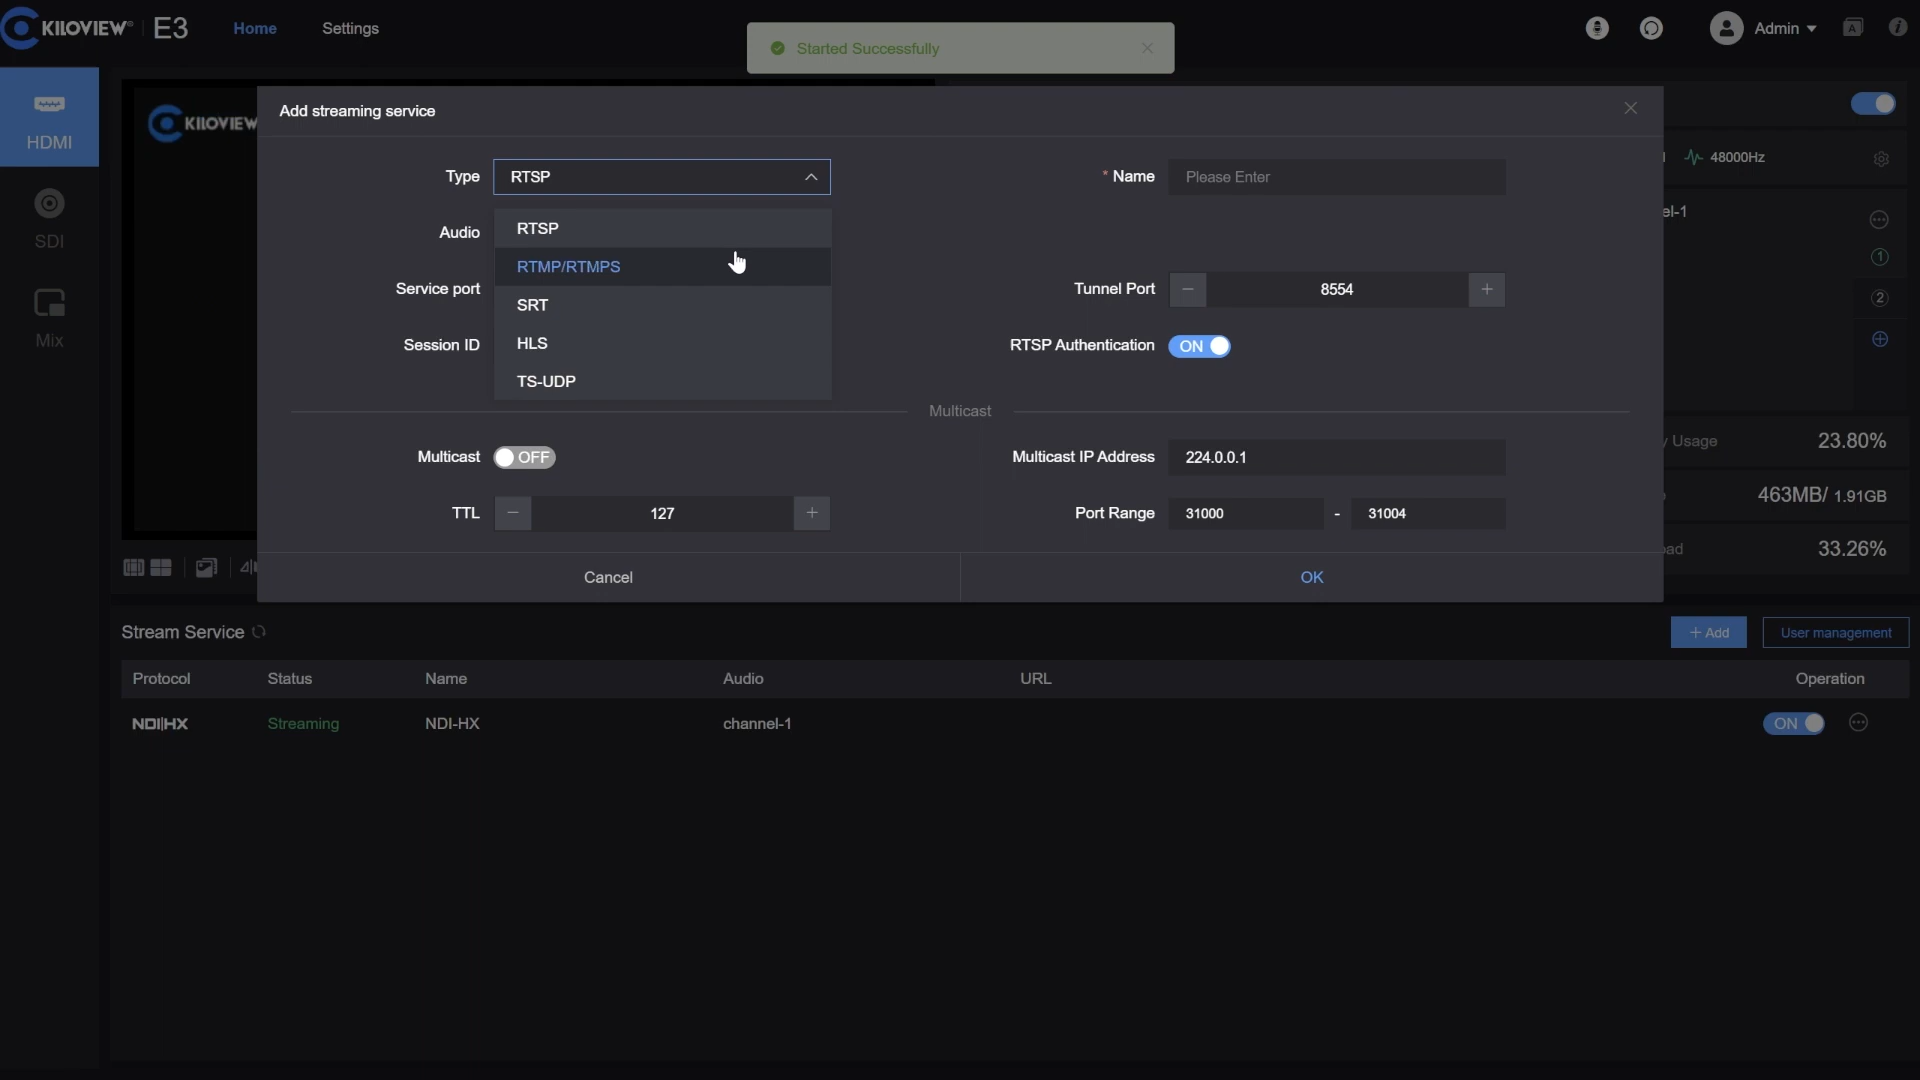 KILOVIEW® E3 Home Settings
Started Successfully
Admin
A
i
HDMI
SDI
Mix
KILOVIEW
Add streaming service
Type RTSP
* Name Please Enter
RTSP
RTMP/RTMPS
SRT
HLS
TS-UDP
Audio
Service port
Tunnel Port − 8554 +
Session ID
RTSP Authentication ON
Multicast
Multicast OFF
Multicast IP Address 224.0.0.1
TTL − 127 +
Port Range 31000 - 31004
Cancel OK
48000Hz
el-1
1
2
Usage 23.80%
463MB/ 1.91GB
ad 33.26%
Stream Service
+ Add User management
Protocol Status Name Audio URL Operation
NDI|HX Streaming NDI-HX channel-1 ON